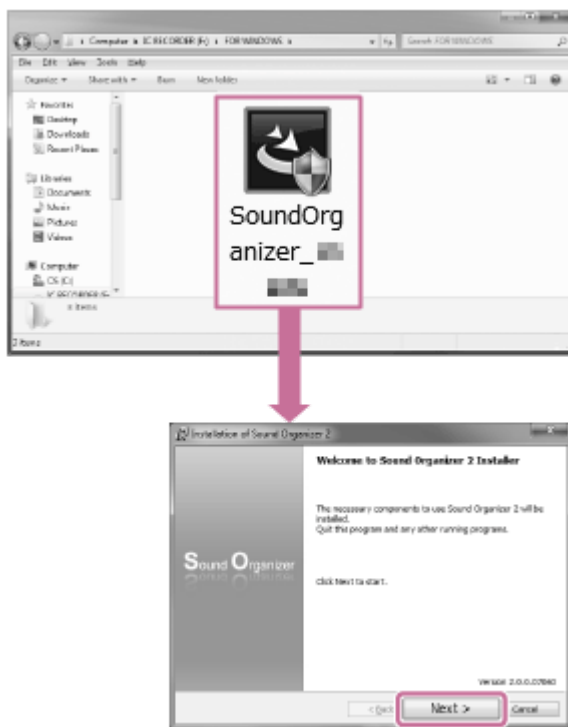 Computer ▸ IC RECORDER (F:) ▸ FOR WINDOWS ▸
Search FOR WINDOWS
File Edit View Tools Help
Organize Share with Burn New folder
Favorites
Desktop
Downloads
Recent Places
Libraries
Documents
Music
Pictures
Videos
Computer
OS (C:)
IC RECORDER (F:
SoundOrg
anizer_
2 items
Installation of Sound Organizer 2
Welcome to Sound Organizer 2 Installer
The necessary components to use Sound Organizer 2 will be
installed.
Quit this program and any other running programs.
Sound Organizer
Click Next to start.
Version 2.0.0.07060
< Back
Next >
Cancel